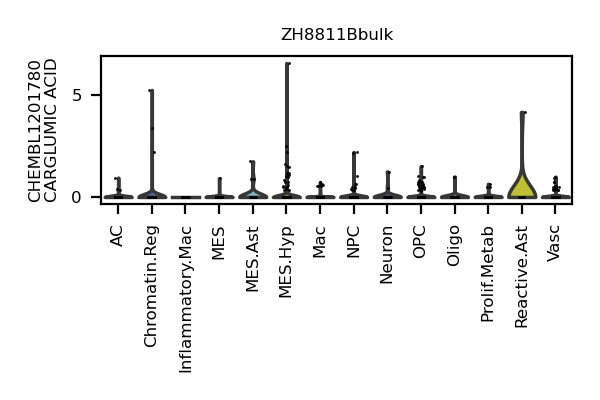 ZH8811Bbulk
CHEMBL1201780
CARGLUMIC ACID
5
0
AC
Chromatin.Reg
Inflammatory.Mac
MES
MES.Ast
MES.Hyp
Mac
NPC
Neuron
OPC
Oligo
Prolif.Metab
Reactive.Ast
Vasc